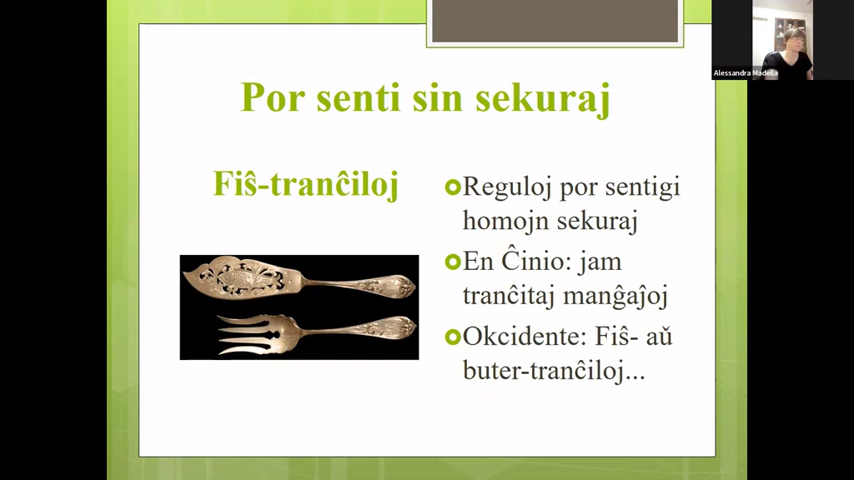 Alessandra Madella
Por senti sin sekuraj
Fiŝ-tranĉiloj
Reguloj por sentigi
homojn sekuraj
En Ĉinio: jam
tranĉitaj manĝaĵoj
Okcidente: Fiŝ- aŭ
buter-tranĉiloj...